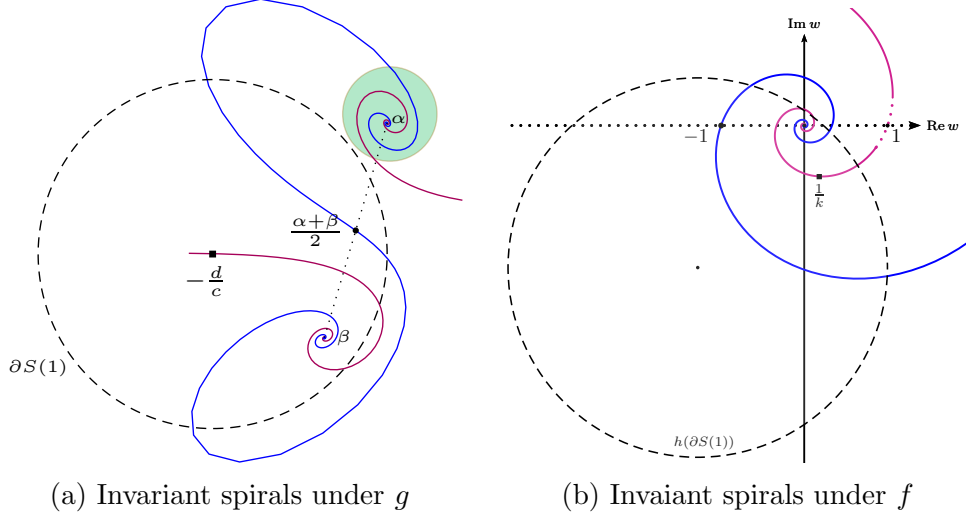 α
α+β
2
−d/c
β
∂S(1)
(a) Invariant spirals under g
Im w
−1
1
Re w
1/k
h(∂S(1))
(b) Invaiant spirals under f